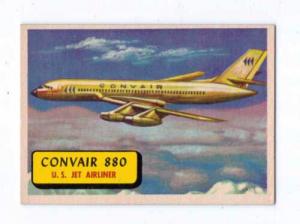 CONVAIR
CONVAIR 880
U. S. JET AIRLINER